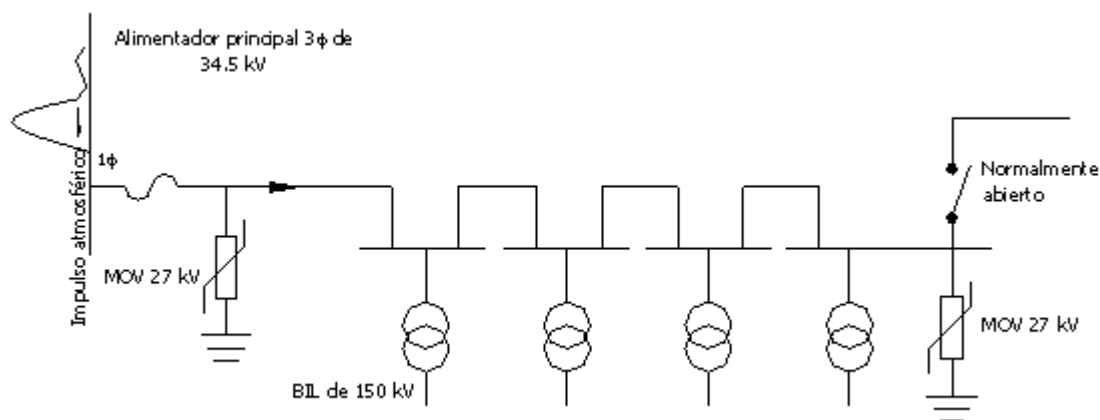 Alimentador principal 3ϕ de
34.5 kV
Impulso atmosférico
1ϕ
Normalmente
abierto
MOV 27 kV
MOV 27 kV
BIL de 150 kV